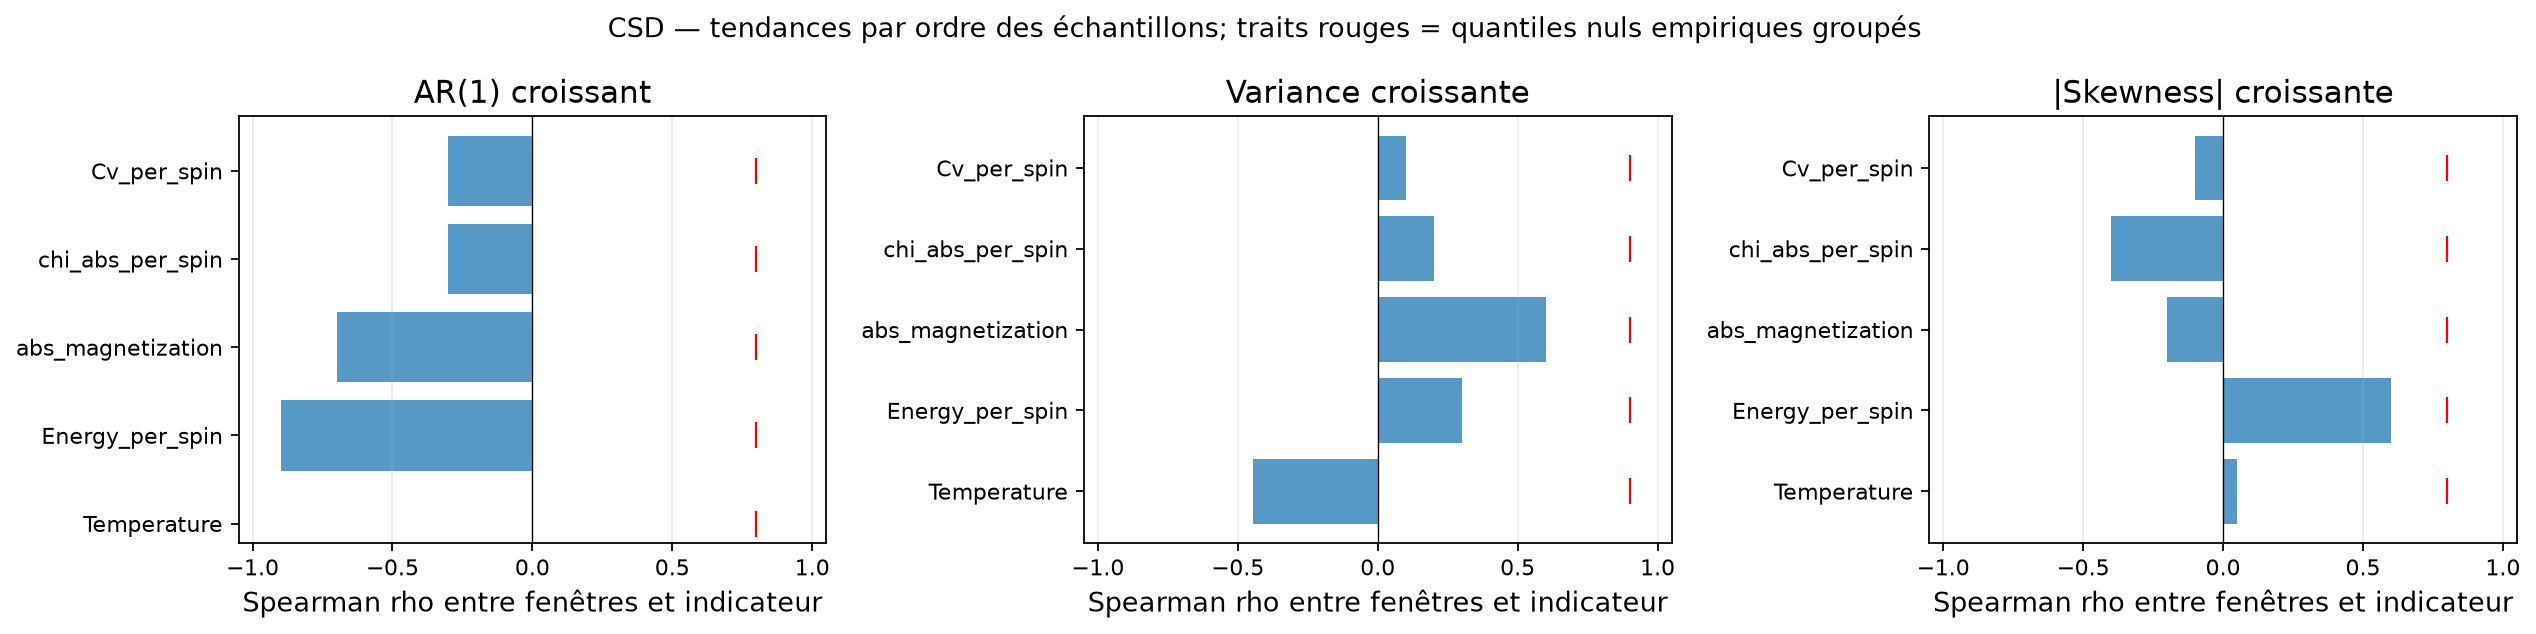 CSD — tendances par ordre des échantillons; traits rouges = quantiles nuls empiriques groupés
AR(1) croissant
Cv_per_spin
chi_abs_per_spin
abs_magnetization
Energy_per_spin
Temperature
−1.0 −0.5 0.0 0.5 1.0
Spearman rho entre fenêtres et indicateur
Variance croissante
Cv_per_spin
chi_abs_per_spin
abs_magnetization
Energy_per_spin
Temperature
−1.0 −0.5 0.0 0.5 1.0
Spearman rho entre fenêtres et indicateur
|Skewness| croissante
Cv_per_spin
chi_abs_per_spin
abs_magnetization
Energy_per_spin
Temperature
−1.0 −0.5 0.0 0.5 1.0
Spearman rho entre fenêtres et indicateur